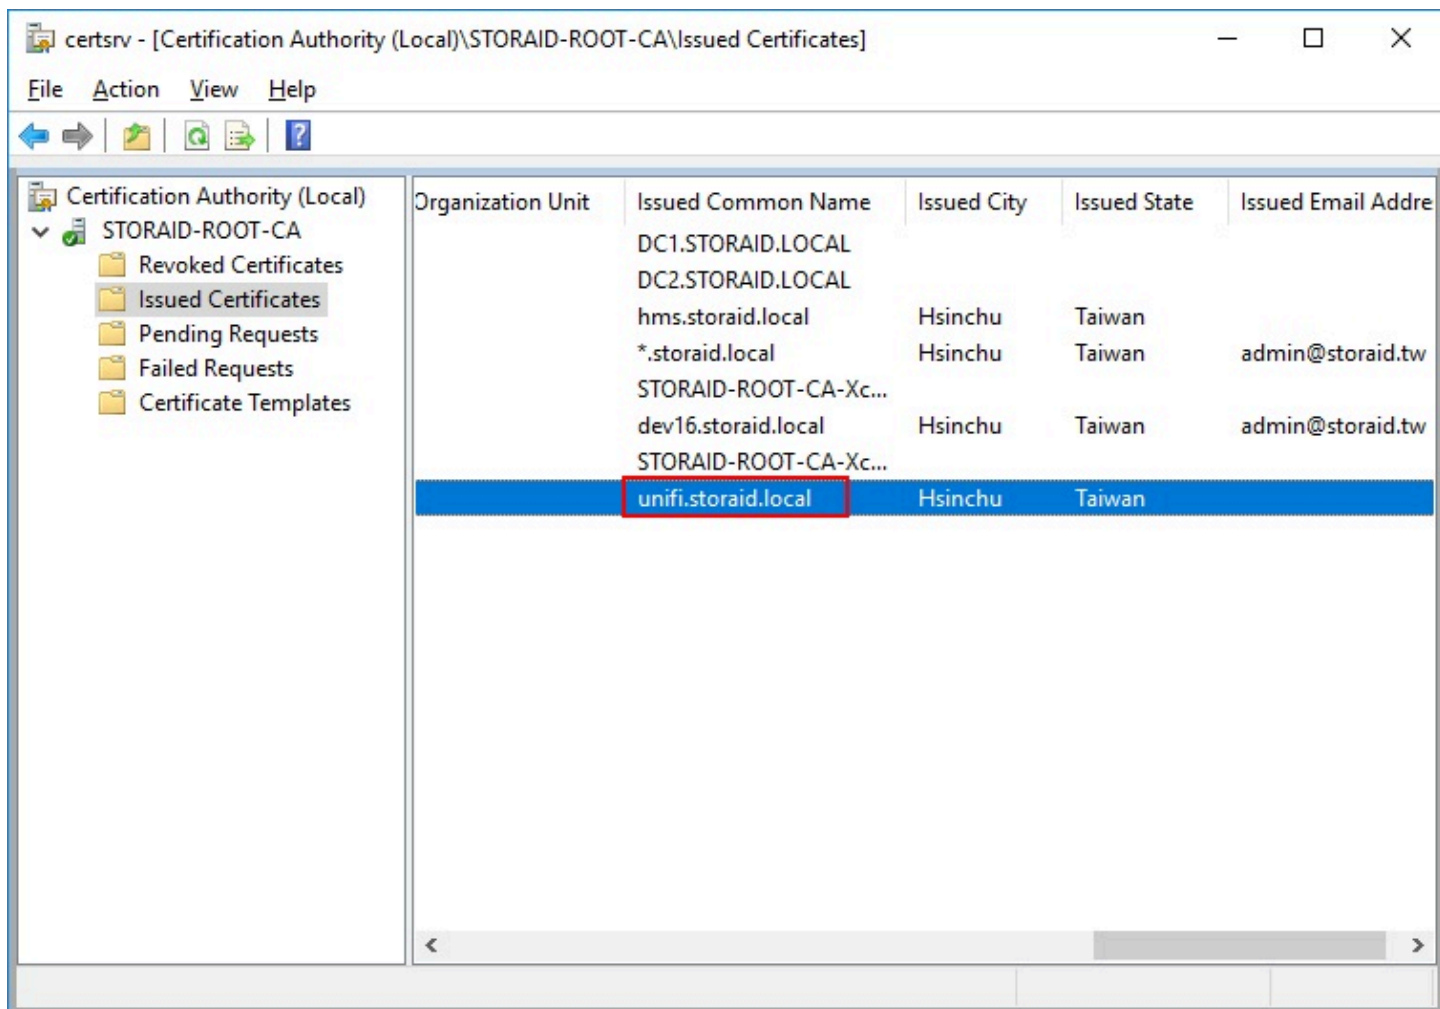 certsrv - [Certification Authority (Local)\STORAID-ROOT-CA\Issued Certificates]
File Action View Help
Certification Authority (Local)
STORAID-ROOT-CA
Revoked Certificates
Issued Certificates
Pending Requests
Failed Requests
Certificate Templates
Organization Unit Issued Common Name Issued City Issued State Issued Email Addre
DC1.STORAID.LOCAL
DC2.STORAID.LOCAL
hms.storaid.local Hsinchu Taiwan
*.storaid.local Hsinchu Taiwan admin@storaid.tw
STORAID-ROOT-CA-Xc...
dev16.storaid.local Hsinchu Taiwan admin@storaid.tw
STORAID-ROOT-CA-Xc...
unifi.storaid.local Hsinchu Taiwan